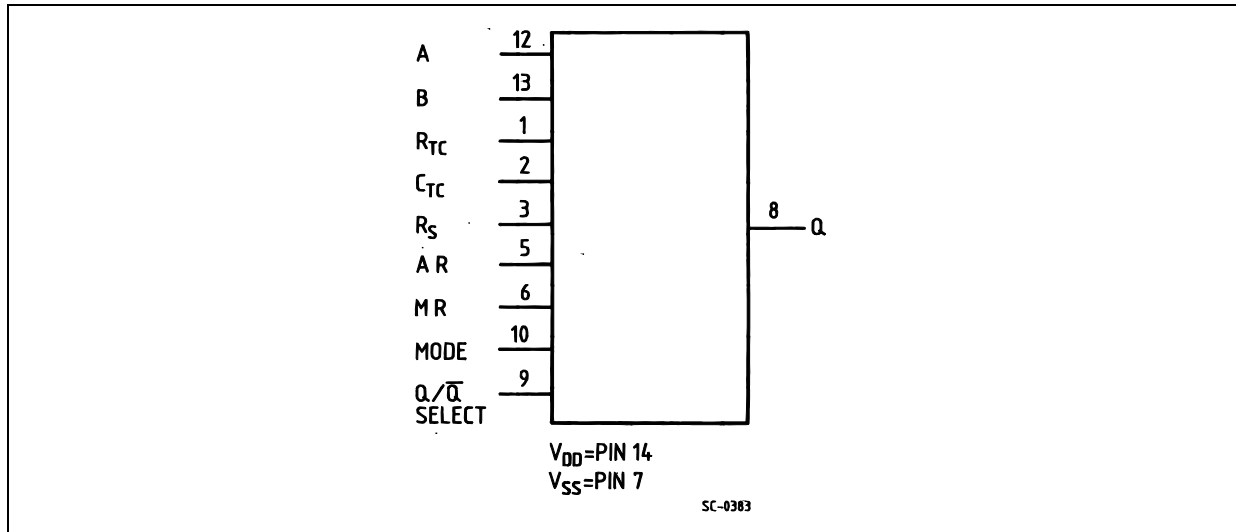 A 12
B 13
R_TC 1
C_TC 2
R_S 3
A R 5
M R 6
MODE 10
Q/Q̅ 9
SELECT
8 Q
V_DD=PIN 14
V_SS=PIN 7
SC-0383